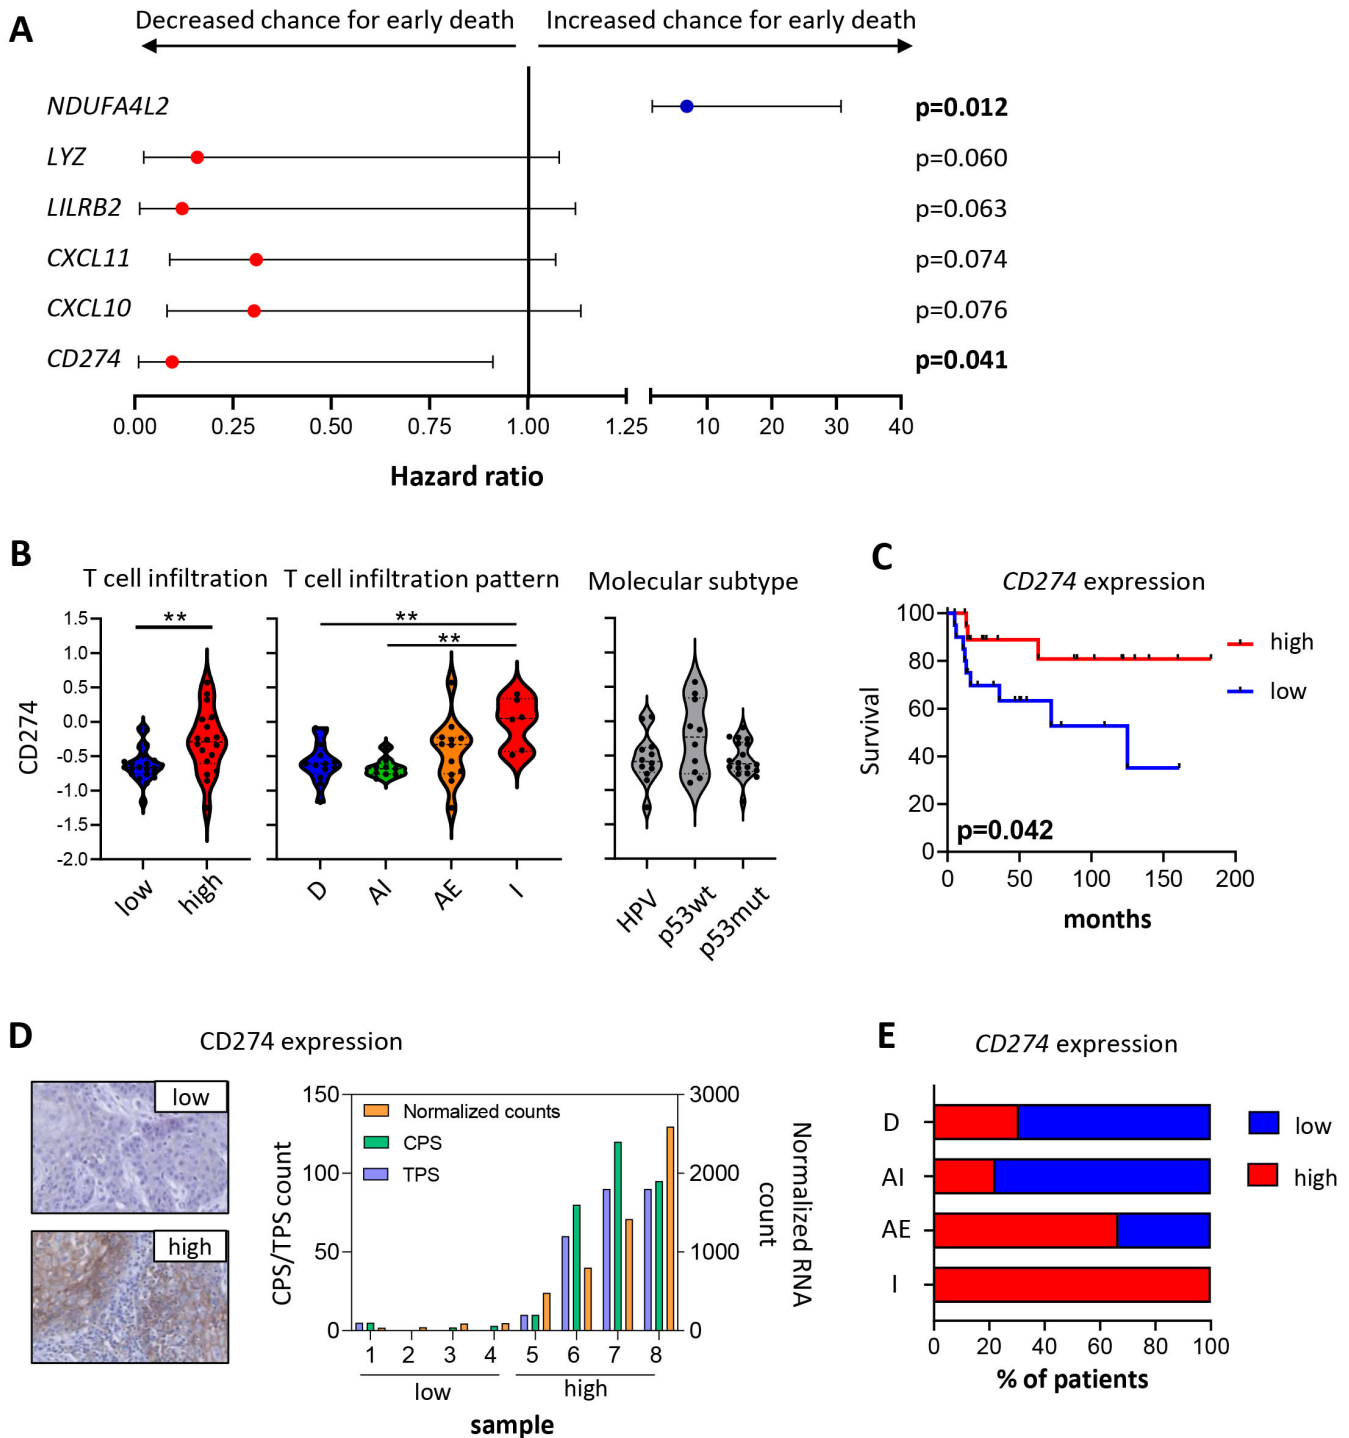 A
Decreased chance for early death
Increased chance for early death
NDUFA4L2
p=0.012
LYZ
p=0.060
LILRB2
p=0.063
CXCL11
p=0.074
CXCL10
p=0.076
CD274
p=0.041
0.00 0.25 0.50 0.75 1.00 1.25 10 20 30 40
Hazard ratio
B
T cell infiltration
T cell infiltration pattern
Molecular subtype
CD274
1.5
1.0
0.5
0.0
-0.5
-1.0
-1.5
-2.0
**
**
**
low high
D AI AE I
HPV p53wt p53mut
C
CD274 expression
Survival
100
80
60
40
20
0
high
low
p=0.042
0 50 100 150 200
months
D
CD274 expression
low
high
CPS/TPS count
150
100
50
0
Normalized counts
CPS
TPS
3000
2000
1000
0
Normalized RNA
count
1 2 3 4 5 6 7 8
low high
sample
E
CD274 expression
D
AI
AE
I
low
high
0 20 40 60 80 100
% of patients